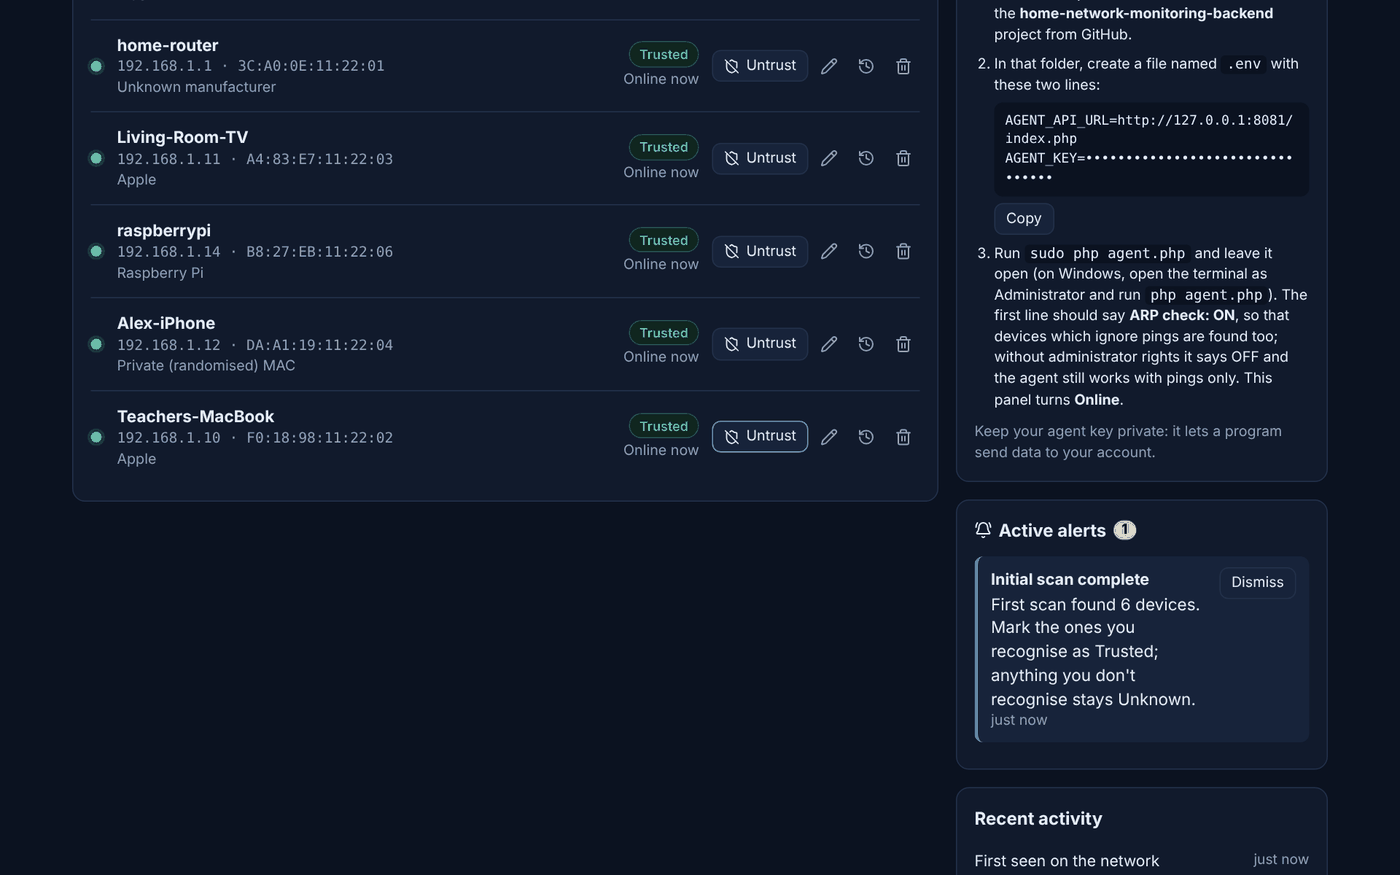 home-router
192.168.1.1 · 3C:A0:0E:11:22:01
Unknown manufacturer
Trusted
Online now
Untrust
Living-Room-TV
192.168.1.11 · A4:83:E7:11:22:03
Apple
Trusted
Online now
Untrust
raspberrypi
192.168.1.14 · B8:27:EB:11:22:06
Raspberry Pi
Trusted
Online now
Untrust
Alex-iPhone
192.168.1.12 · DA:A1:19:11:22:04
Private (randomised) MAC
Trusted
Online now
Untrust
Teachers-MacBook
192.168.1.10 · F0:18:98:11:22:02
Apple
Trusted
Online now
Untrust
the home-network-monitoring-backend
project from GitHub.
2. In that folder, create a file named .env with
these two lines:
AGENT_API_URL=http://127.0.0.1:8081/
index.php
AGENT_KEY=••••••••••••••••••••••••••
••••••
Copy
3. Run sudo php agent.php and leave it
open (on Windows, open the terminal as
Administrator and run php agent.php). The
first line should say ARP check: ON, so that
devices which ignore pings are found too;
without administrator rights it says OFF and
the agent still works with pings only. This
panel turns Online.
Keep your agent key private: it lets a program
send data to your account.
Active alerts 1
Initial scan complete
Dismiss
First scan found 6 devices.
Mark the ones you
recognise as Trusted;
anything you don't
recognise stays Unknown.
just now
Recent activity
First seen on the network
just now